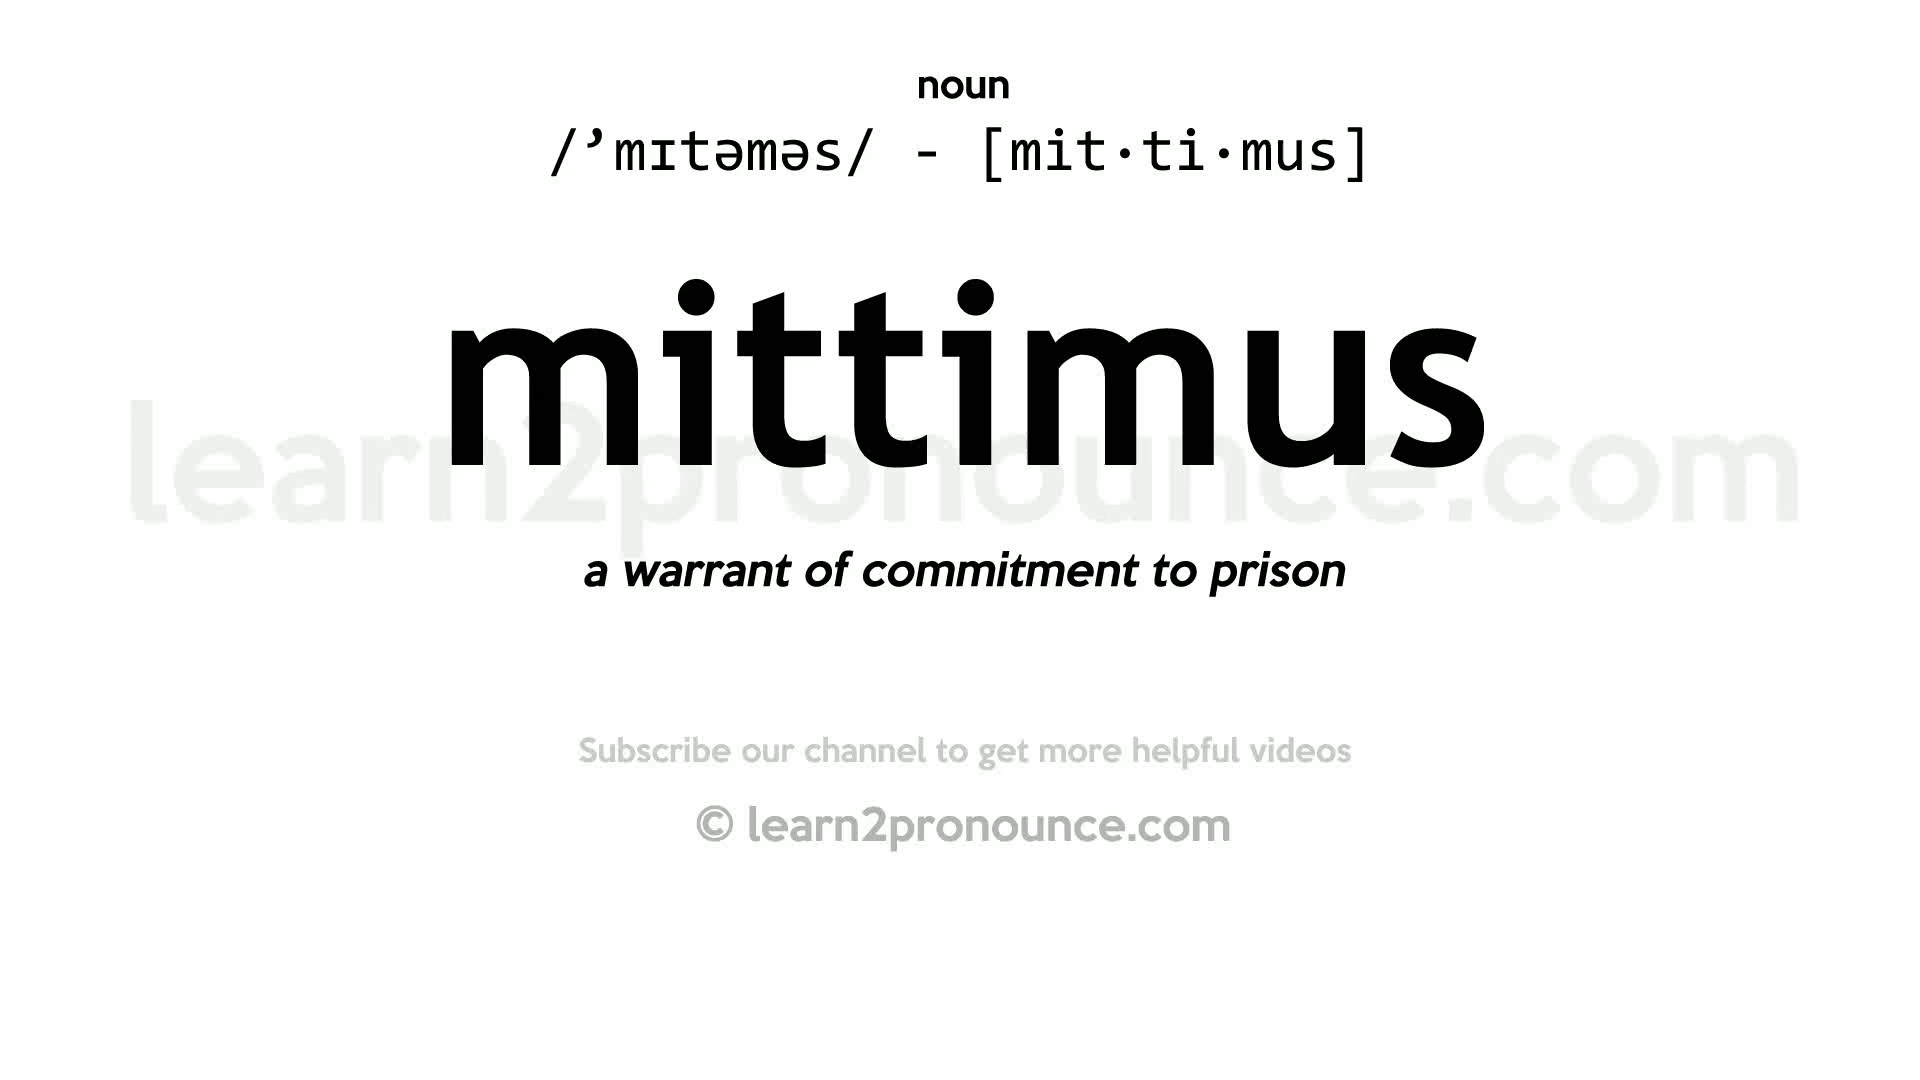 noun
/ʼmɪtəməs/ - [mit·ti·mus]
mittimus
learn2pronounce.com
a warrant of commitment to prison
Subscribe our channel to get more helpful videos
© learn2pronounce.com